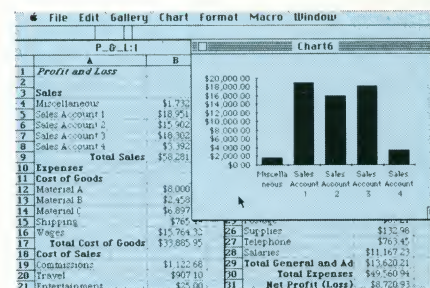 File Edit Gallery Chart Format Macro Window
P_&_L:1
Chart6
A B
1 Profit and Loss
2
3 Sales
4 Miscellaneous $1,732
5 Sales Account 1 $18,951
6 Sales Account 2 $15,902
7 Sales Account 3 $18,302
8 Sales Account 4 $3,392
9 Total Sales $58,281
10 Expenses
11 Cost of Goods
12 Material A $8,000
13 Material B $2,458
14 Material C $6,897
15 Shipping $765
16 Wages $15,764.32
17 Total Cost of Goods $33,885.95
18 Cost of Sales
19 Commissions $1,122.68
20 Travel $907.10
21 Entertainment $25.00
$20,000.00
$18,000.00
$16,000.00
$14,000.00
$12,000.00
$10,000.00
$8,000.00
$6,000.00
$4,000.00
$2,000.00
$0.00
Miscella neous
Sales Account 1
Sales Account 2
Sales Account 3
Sales Account 4
25 Postage
26 Supplies $132.98
27 Telephone $763.45
28 Salaries $11,167.23
29 Total General and Ad $13,620.21
30 Total Expenses $49,560.94
31 Net Profit (Loss) $8,720.93